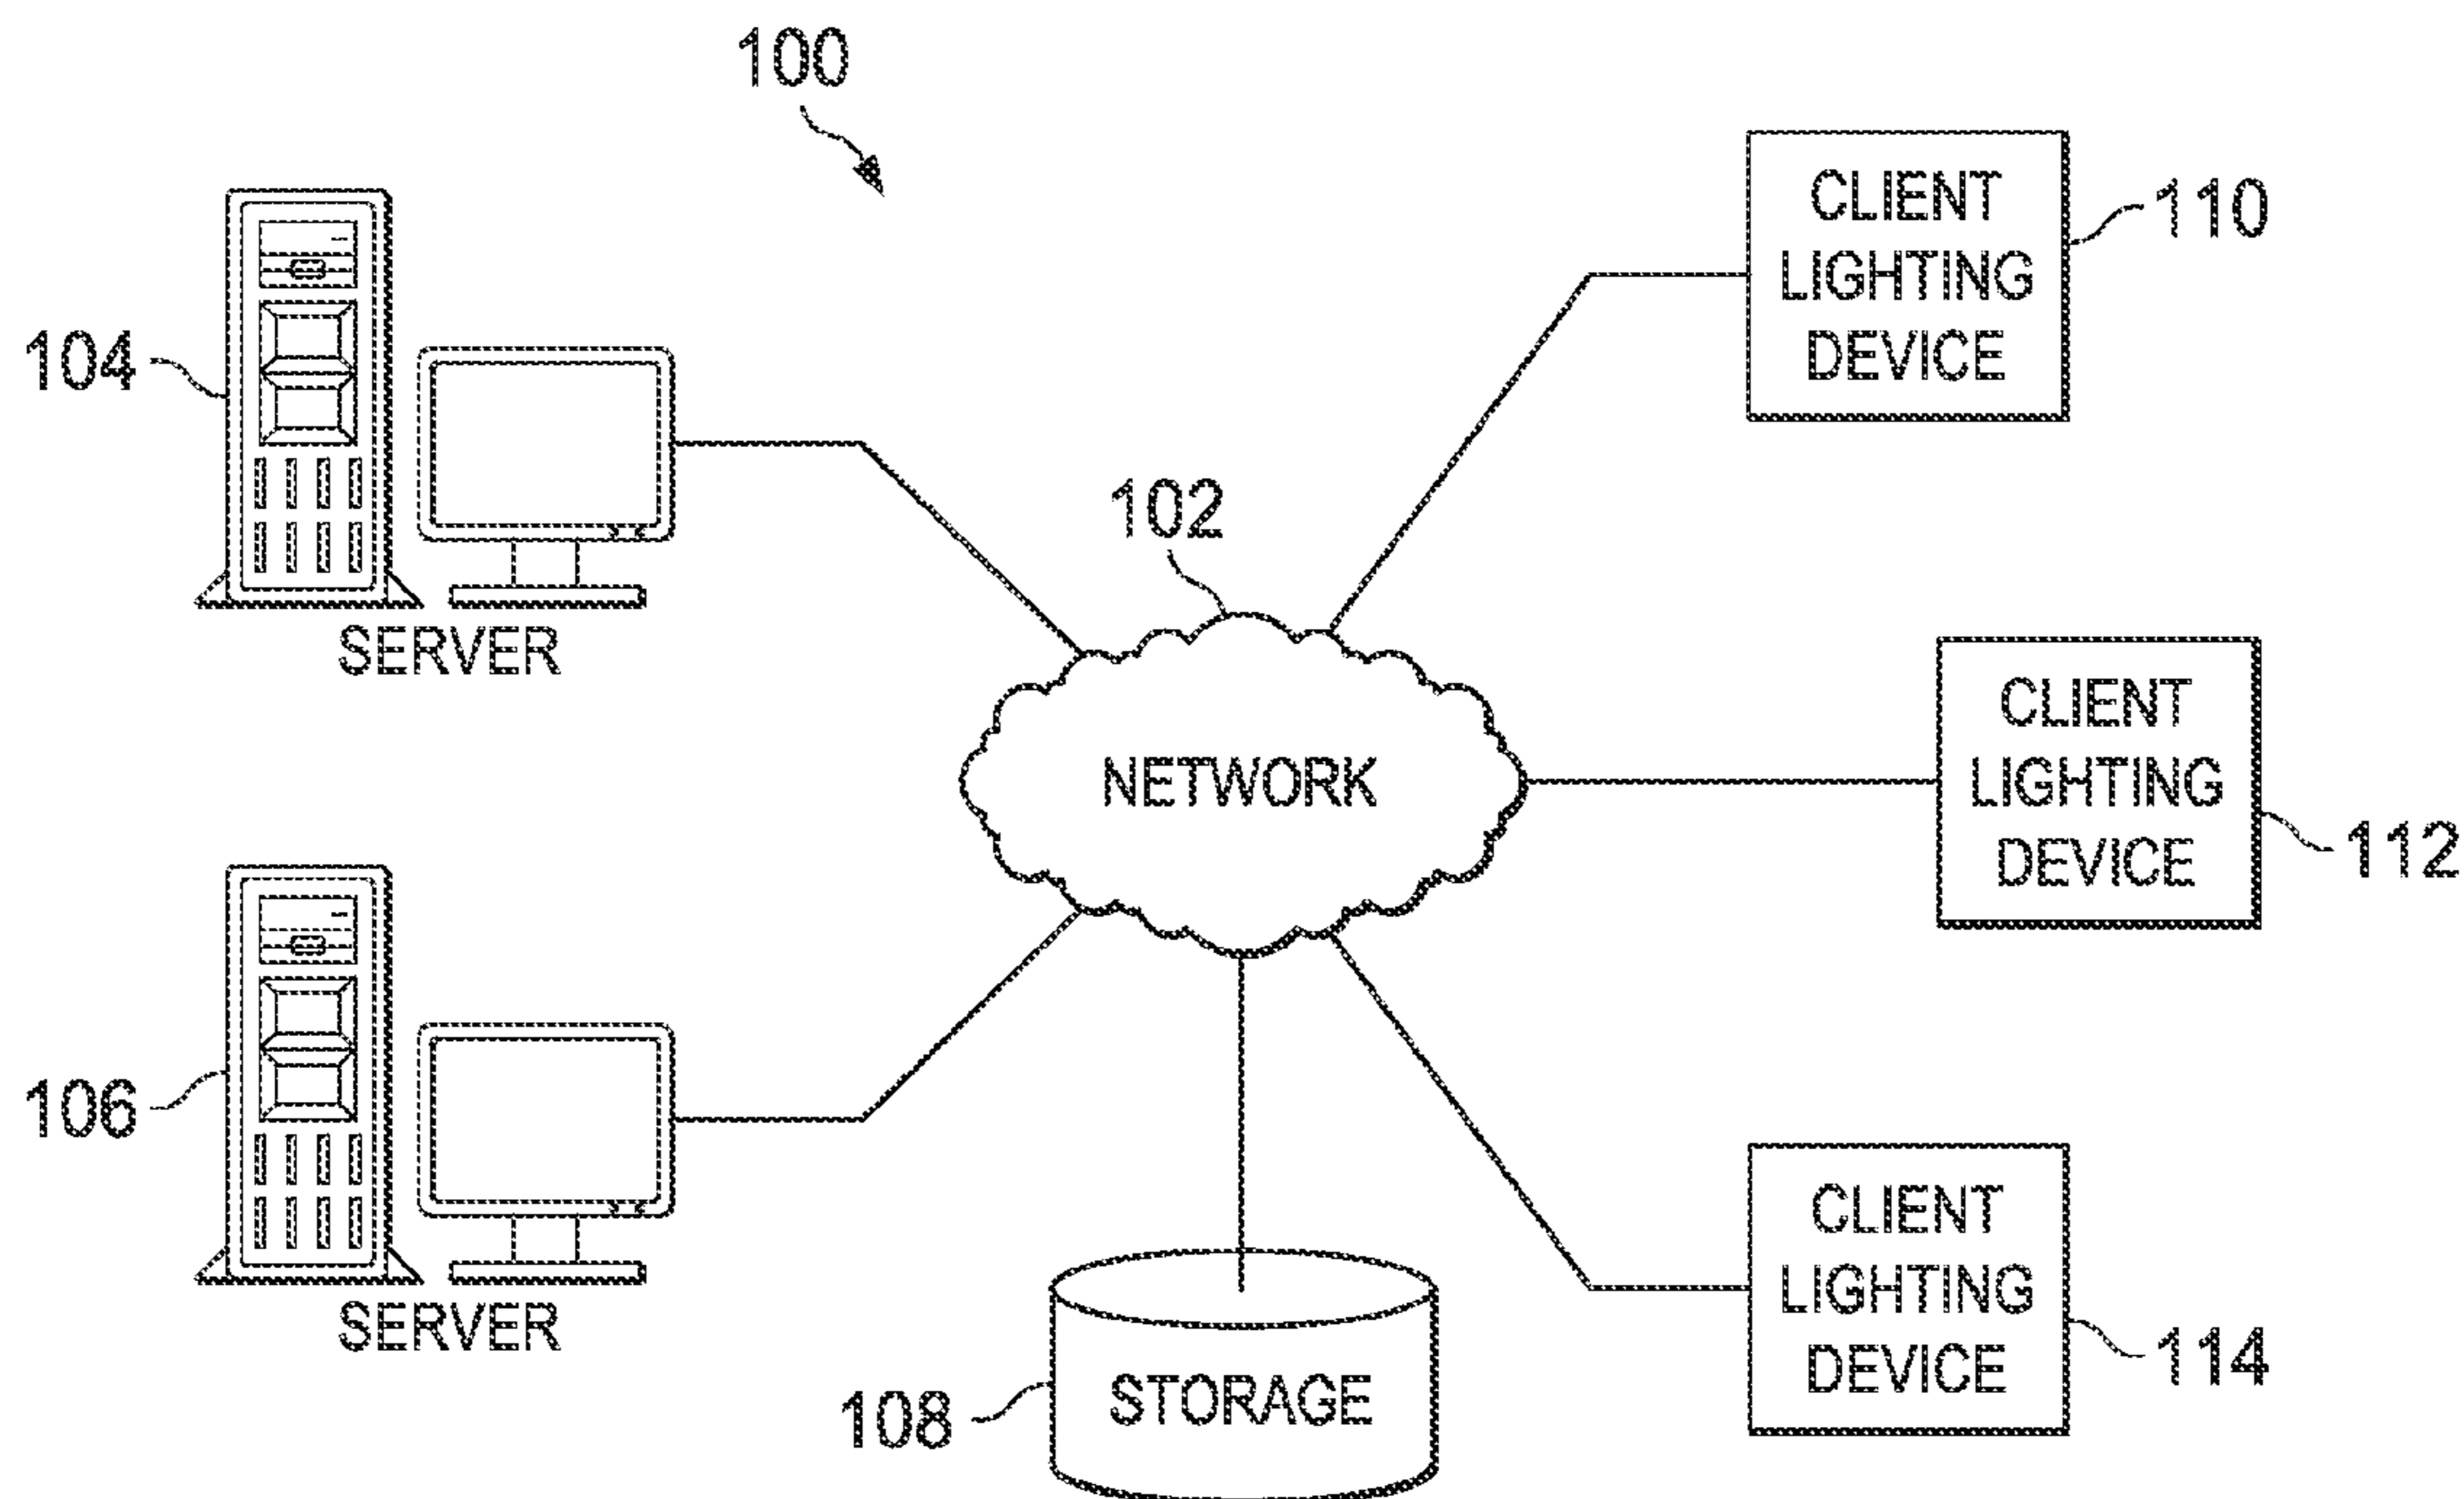 100
CLIENT
LIGHTING
DEVICE
110
104
SERVER
102
NETWORK
CLIENT
LIGHTING
DEVICE
112
106
SERVER
108
STORAGE
CLIENT
LIGHTING
DEVICE
114